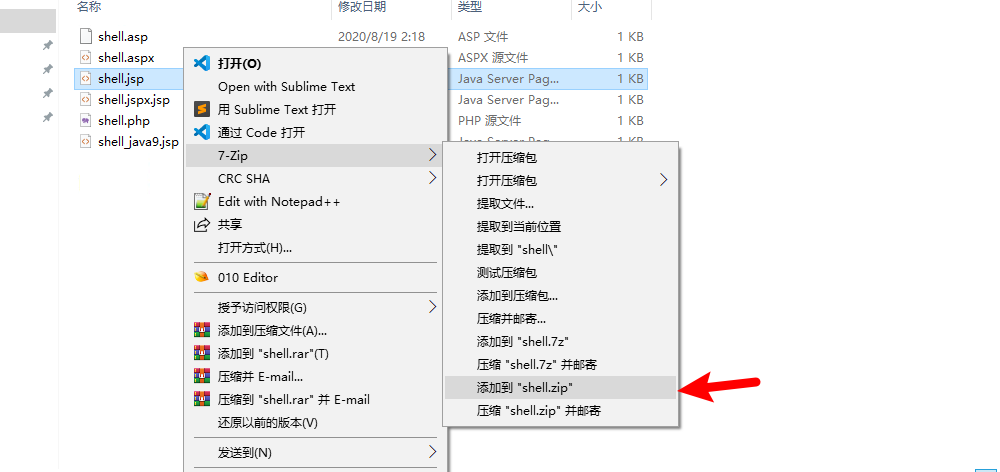 名称 修改日期 类型 大小
shell.asp 2020/8/19 2:18 ASP 文件 1 KB
shell.aspx ASPX 源文件 1 KB
shell.jsp Java Server Pag... 1 KB
shell.jspx.jsp Java Server Pag... 1 KB
shell.php PHP 源文件 1 KB
shell_java9.jsp
打开(O)
Open with Sublime Text
用 Sublime Text 打开
通过 Code 打开
7-Zip
CRC SHA
Edit with Notepad++
共享
打开方式(H)...
010 Editor
授予访问权限(G)
添加到压缩文件(A)...
添加到 "shell.rar"(T)
压缩并 E-mail...
压缩到 "shell.rar" 并 E-mail
还原以前的版本(V)
发送到(N)
打开压缩包
打开压缩包
提取文件...
提取到当前位置
提取到 "shell\"
测试压缩包
添加到压缩包...
压缩并邮寄...
添加到 "shell.7z"
压缩 "shell.7z" 并邮寄
添加到 "shell.zip"
压缩 "shell.zip" 并邮寄